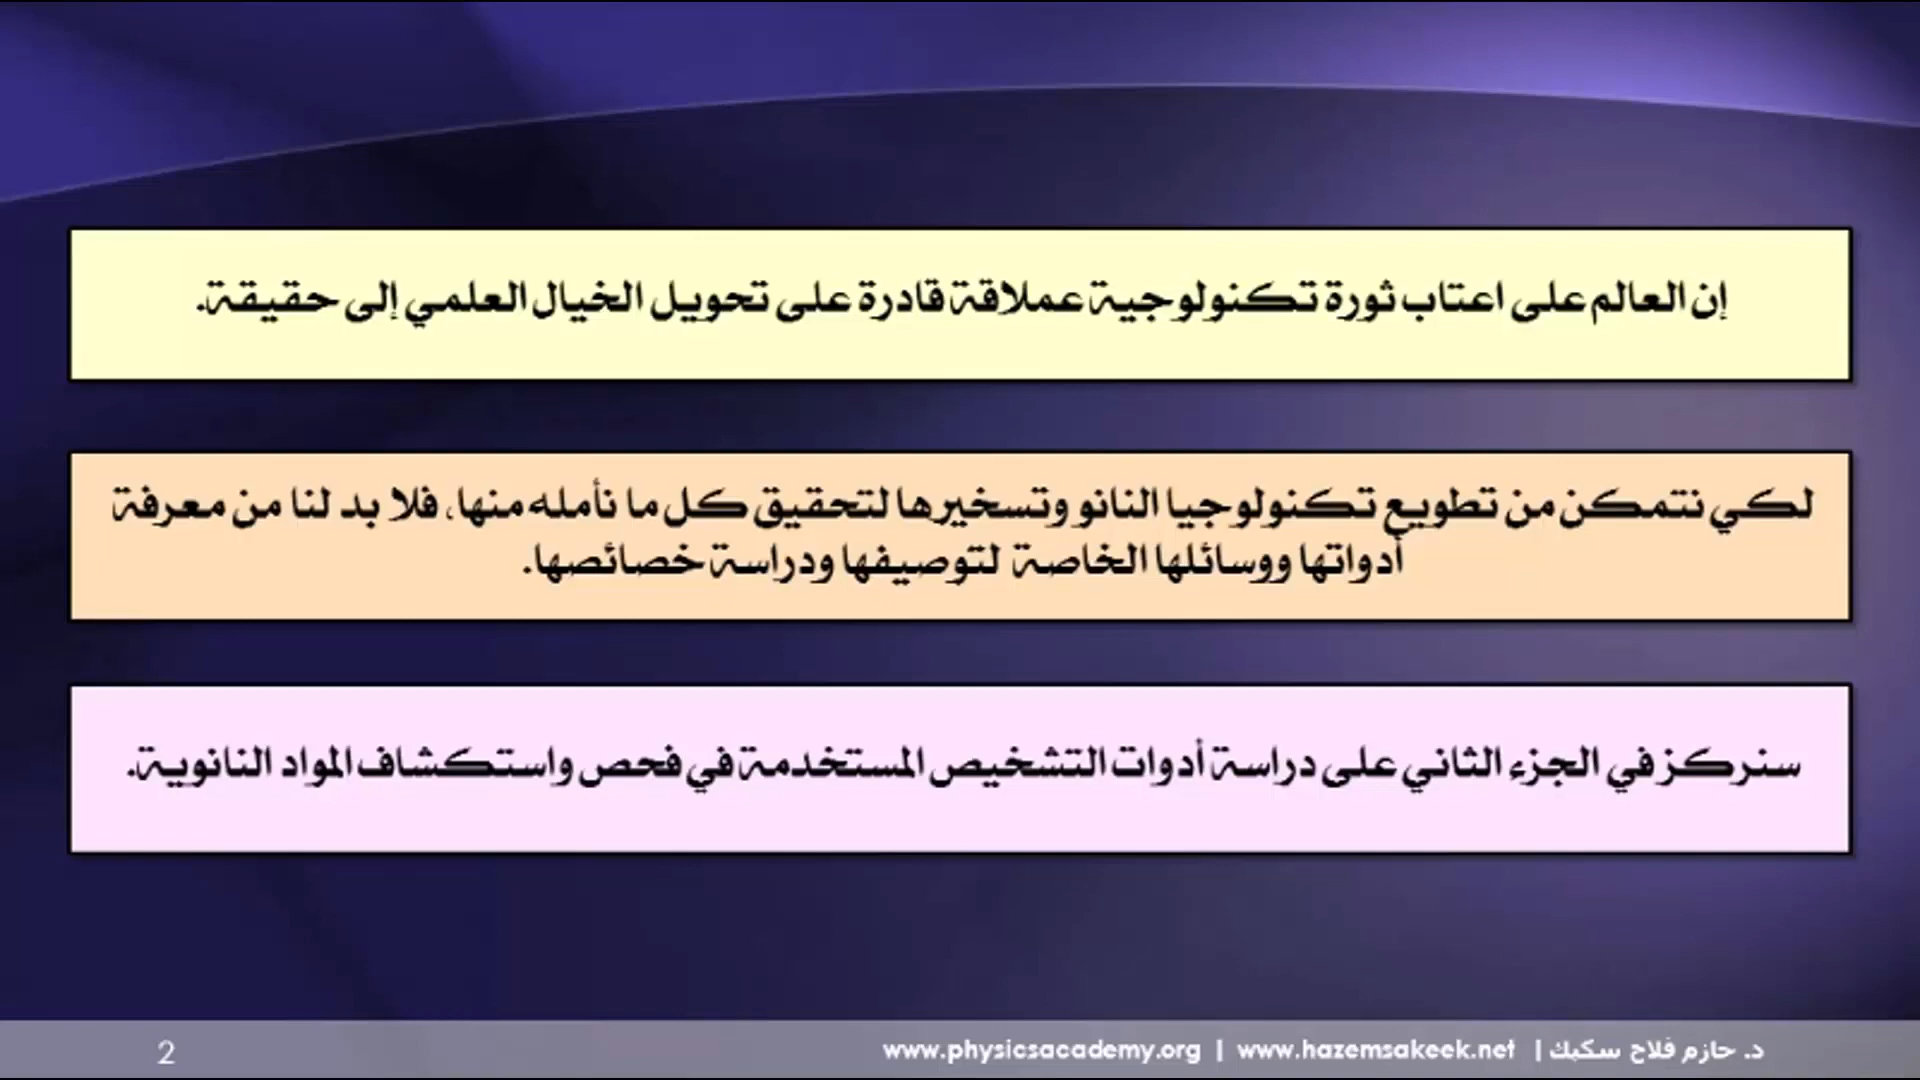 إن العالم على اعتاب ثورة تكنولوجية عملاقة قادرة على تحويل الخيال العلمي إلى حقيقة.
لكي نتمكن من تطويع تكنولوجيا النانو وتسخيرها لتحقيق كل ما نأمله منها، فلا بد لنا من معرفة
أدواتها ووسائلها الخاصة لتوصيفها ودراسة خصائصها.
سنركز في الجزء الثاني على دراسة أدوات التشخيص المستخدمة في فحص واستكشاف المواد النانوية.
د. حازم فلاح سكيك | www.physicsacademy.org | www.hazemsakeek.net
2